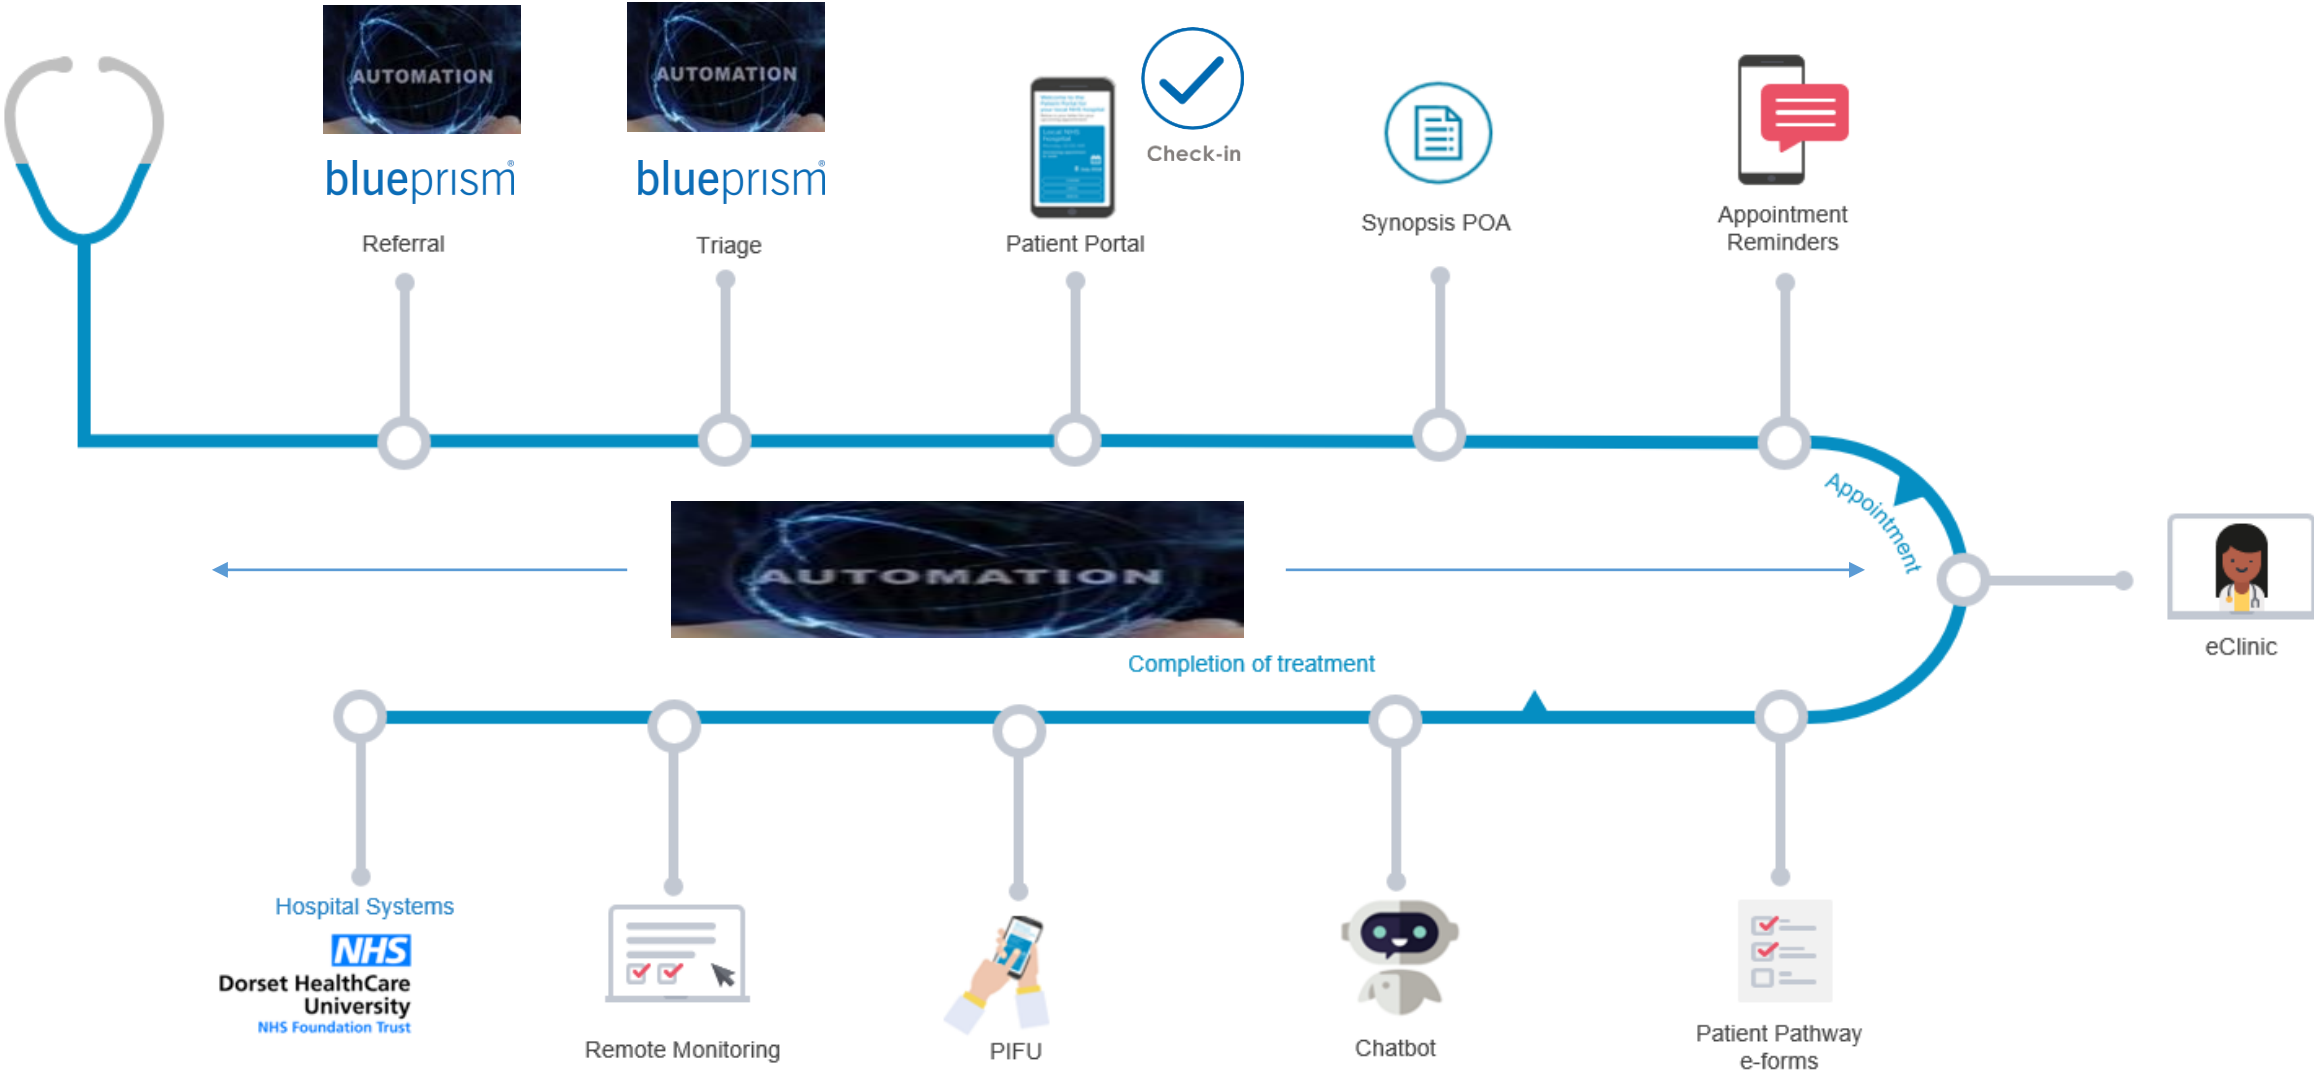 AUTOMATION
AUTOMATION
blueprism®
blueprism®
Check-in
Referral
Triage
Patient Portal
Synopsis POA
Appointment
Reminders
Appointment
AUTOMATION
eClinic
Completion of treatment
Hospital Systems
NHS
Dorset HealthCare
University
NHS Foundation Trust
Remote Monitoring
PIFU
Chatbot
Patient Pathway
e-forms